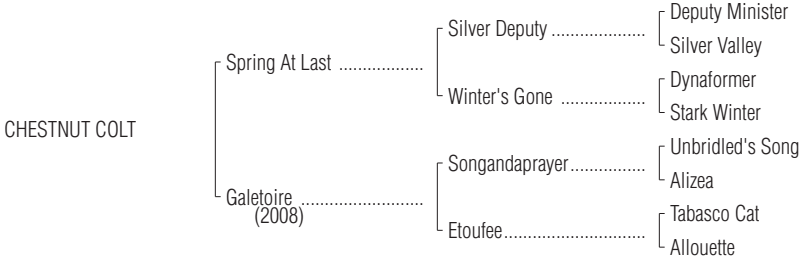 Deputy Minister
Silver Deputy ....................
Silver Valley
Spring At Last ..................
Dynaformer
Winter's Gone ..................
Stark Winter
CHESTNUT COLT
Unbridled's Song
Songandaprayer................
Alizea
Galetoire ..........................
(2008)
Tabasco Cat
Etoufee..............................
Allouette